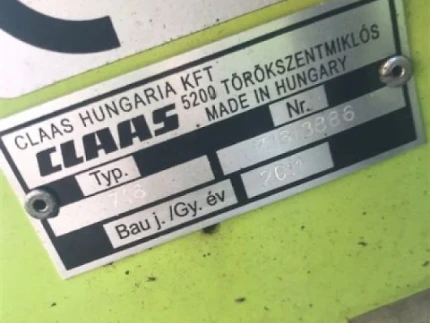 CLAAS HUNGARIA KFT
5200 TÖRÖKSZENTMIKLÓS
CLAAS MADE IN HUNGARY
Typ. Nr.
Bau j. /Gy. év